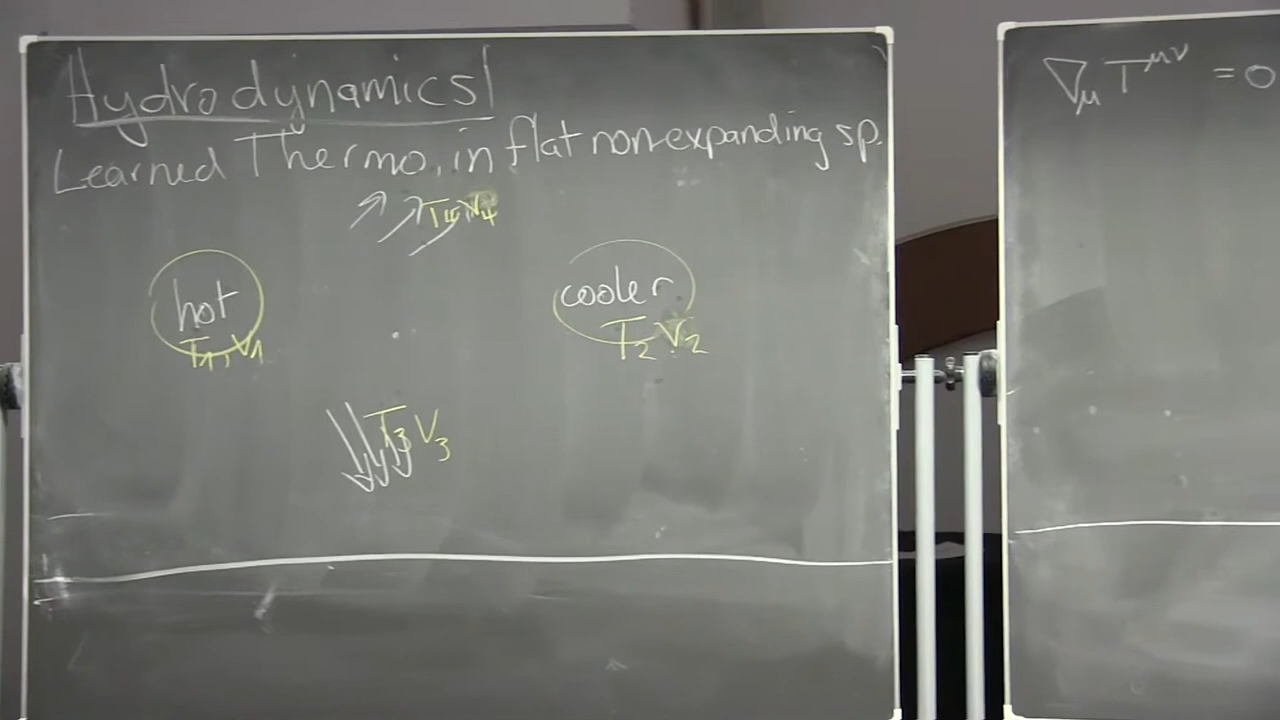 Hydrodynamics|
Learned Thermo. in flat non-expanding sp.
T4 V4
hot
T1, V1
cooler
T2 V2
T3 V3
∇μ T^μν = 0